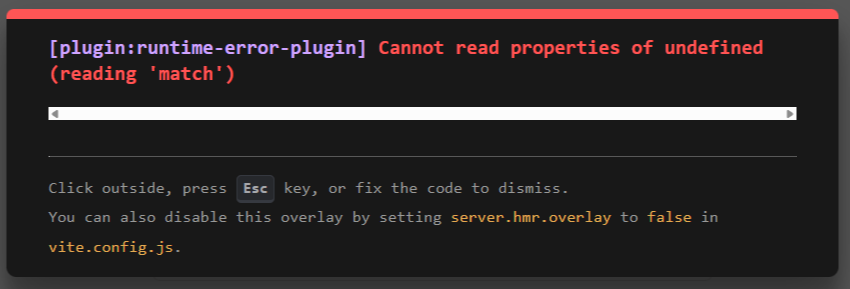 [plugin:runtime-error-plugin] Cannot read properties of undefined
(reading 'match')
Click outside, press Esc key, or fix the code to dismiss.
You can also disable this overlay by setting server.hmr.overlay to false in
vite.config.js.